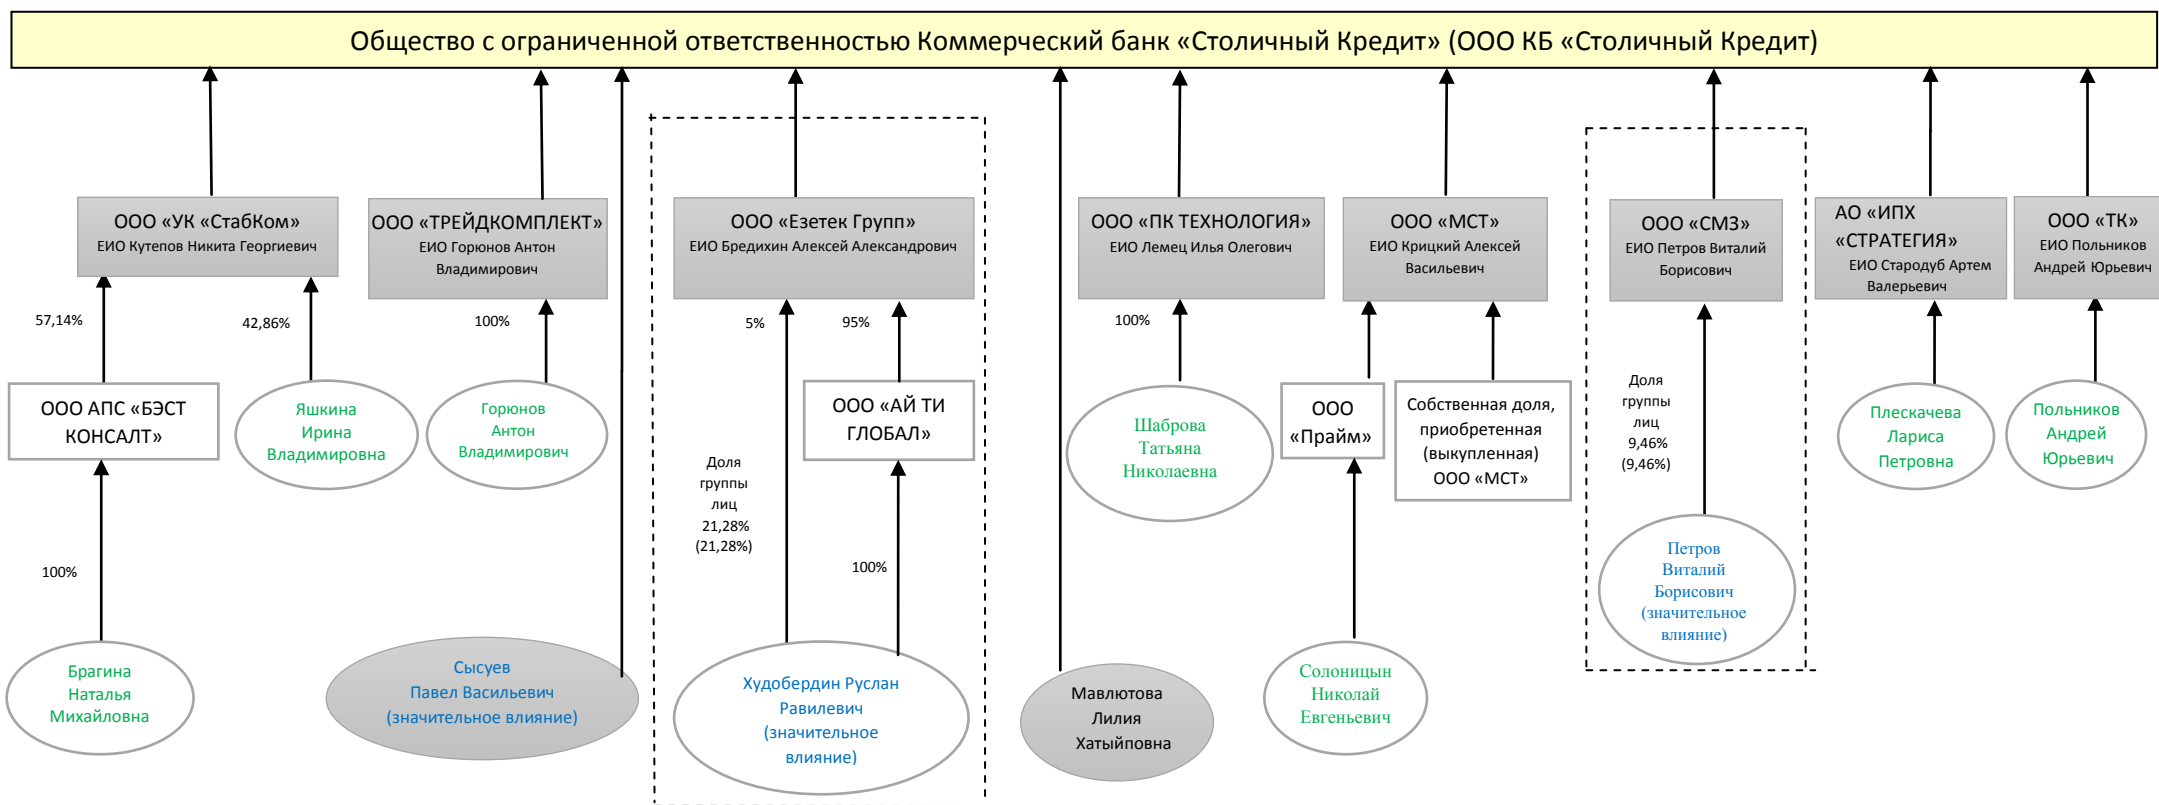 Общество с ограниченной ответственностью Коммерческий банк «Столичный Кредит» (ООО КБ «Столичный Кредит)
ООО «УК «СтабКом»
ЕИО Кутепов Никита Георгиевич
ООО «ТРЕЙДКОМПЛЕКТ»
ЕИО Горюнов Антон
Владимирович
ООО «Езетек Групп»
ЕИО Бредихин Алексей Александрович
ООО «ПК ТЕХНОЛОГИЯ»
ЕИО Лемец Илья Олегович
ООО «МСТ»
ЕИО Крицкий Алексей
Васильевич
ООО «СМЗ»
ЕИО Петров Виталий
Борисович
АО «ИПХ
«СТРАТЕГИЯ»
ЕИО Стародуб Артем
Валерьевич
ООО «ТК»
ЕИО Польников
Андрей Юрьевич
57,14%
42,86%
100%
5%
95%
100%
ООО АПС «БЭСТ
КОНСАЛТ»
Яшкина
Ирина
Владимировна
Горюнов
Антон
Владимирович
ООО «АЙ ТИ
ГЛОБАЛ»
Шаброва
Татьяна
Николаевна
ООО
«Прайм»
Собственная доля,
приобретенная
(выкупленная)
ООО «МСТ»
Доля
группы
лиц
9,46%
(9,46%)
Плескачева
Лариса
Петровна
Польников
Андрей
Юрьевич
Доля
группы
лиц
21,28%
(21,28%)
100%
100%
Петров
Виталий
Борисович
(значительное
влияние)
Брагина
Наталья
Михайловна
Сысуев
Павел Васильевич
(значительное влияние)
Худобердин Руслан
Равилевич
(значительное
влияние)
Мавлютова
Лилия
Хатыйповна
Солоницын
Николай
Евгеньевич